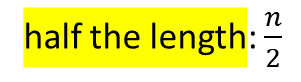 half the length: n/2